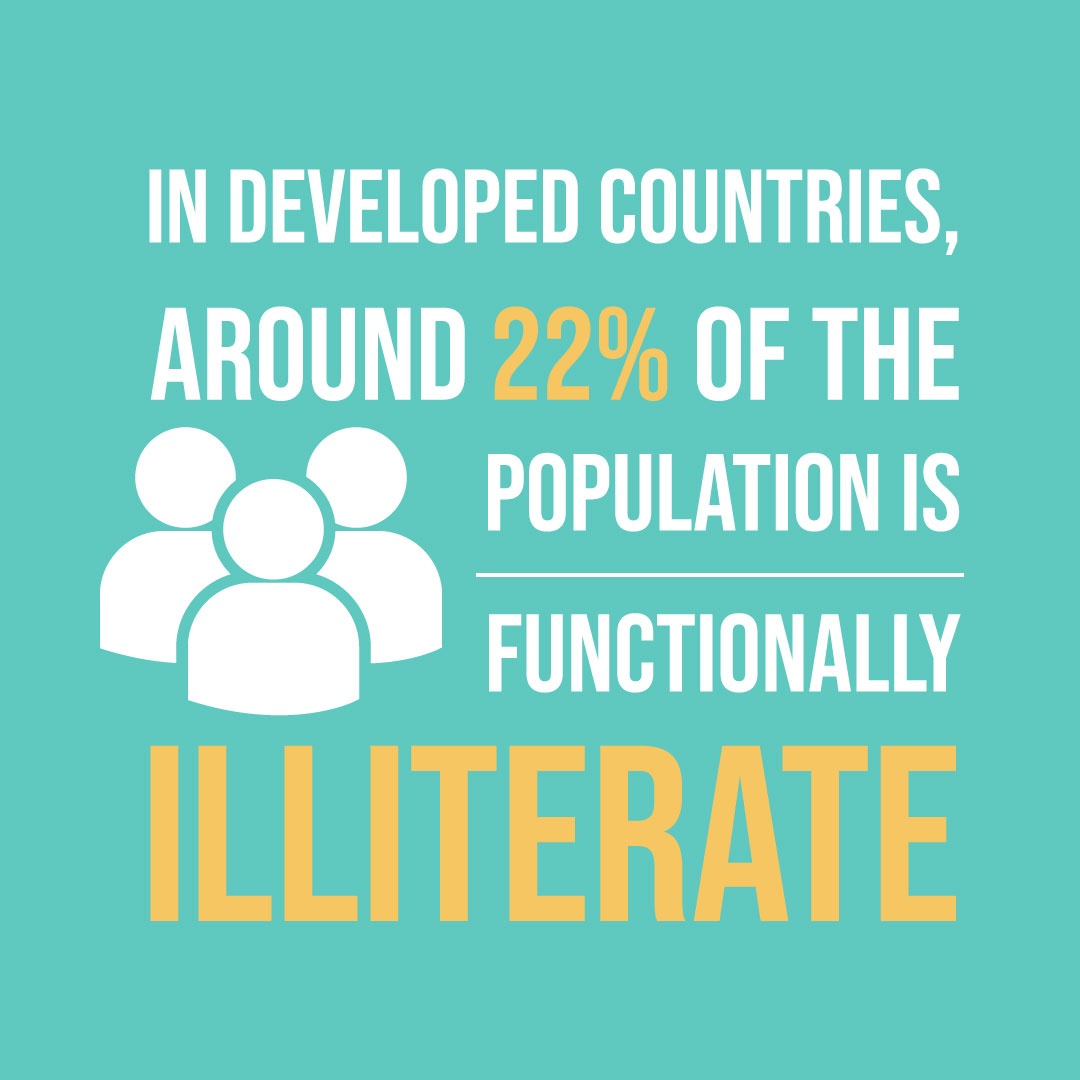 IN DEVELOPED COUNTRIES,
AROUND 22% OF THE
POPULATION IS
FUNCTIONALLY
ILLITERATE